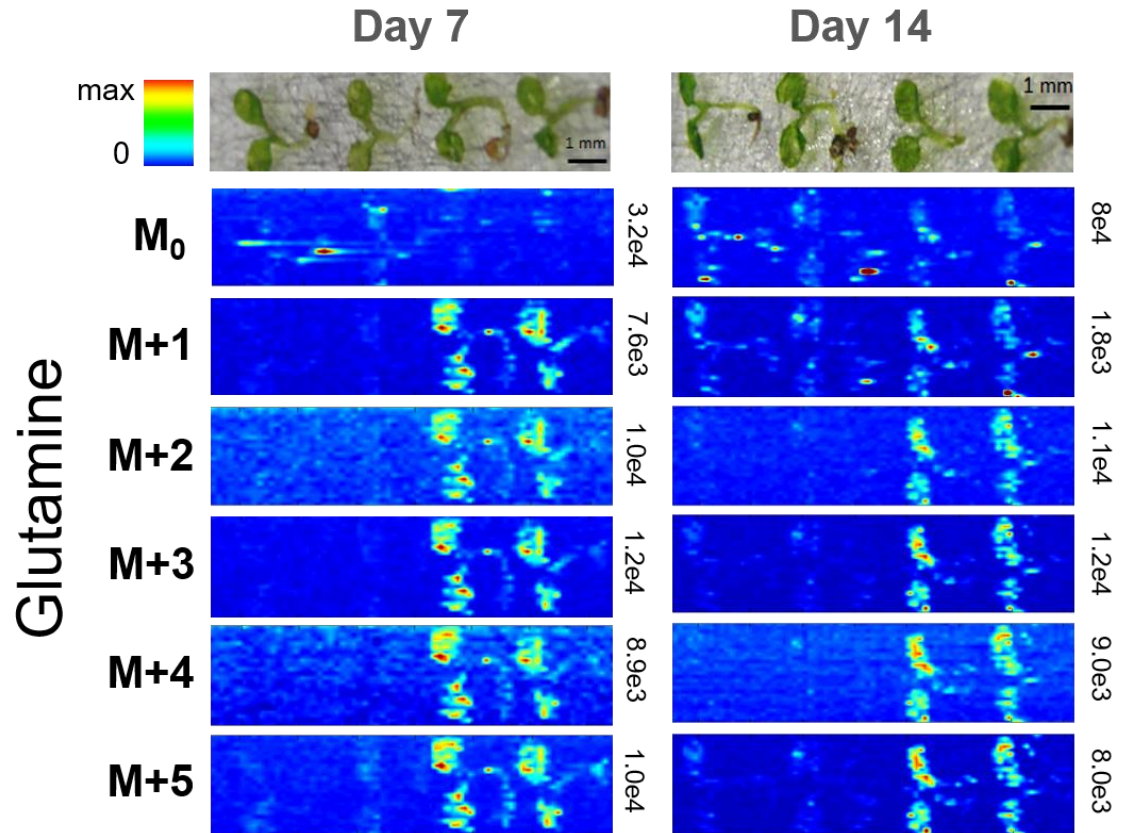 Day 7
Day 14
max
0
1 mm
1 mm
Glutamine
M0
3.2e4
8e4
M+1
7.6e3
1.8e3
M+2
1.0e4
1.1e4
M+3
1.2e4
1.2e4
M+4
8.9e3
9.0e3
M+5
1.0e4
8.0e3